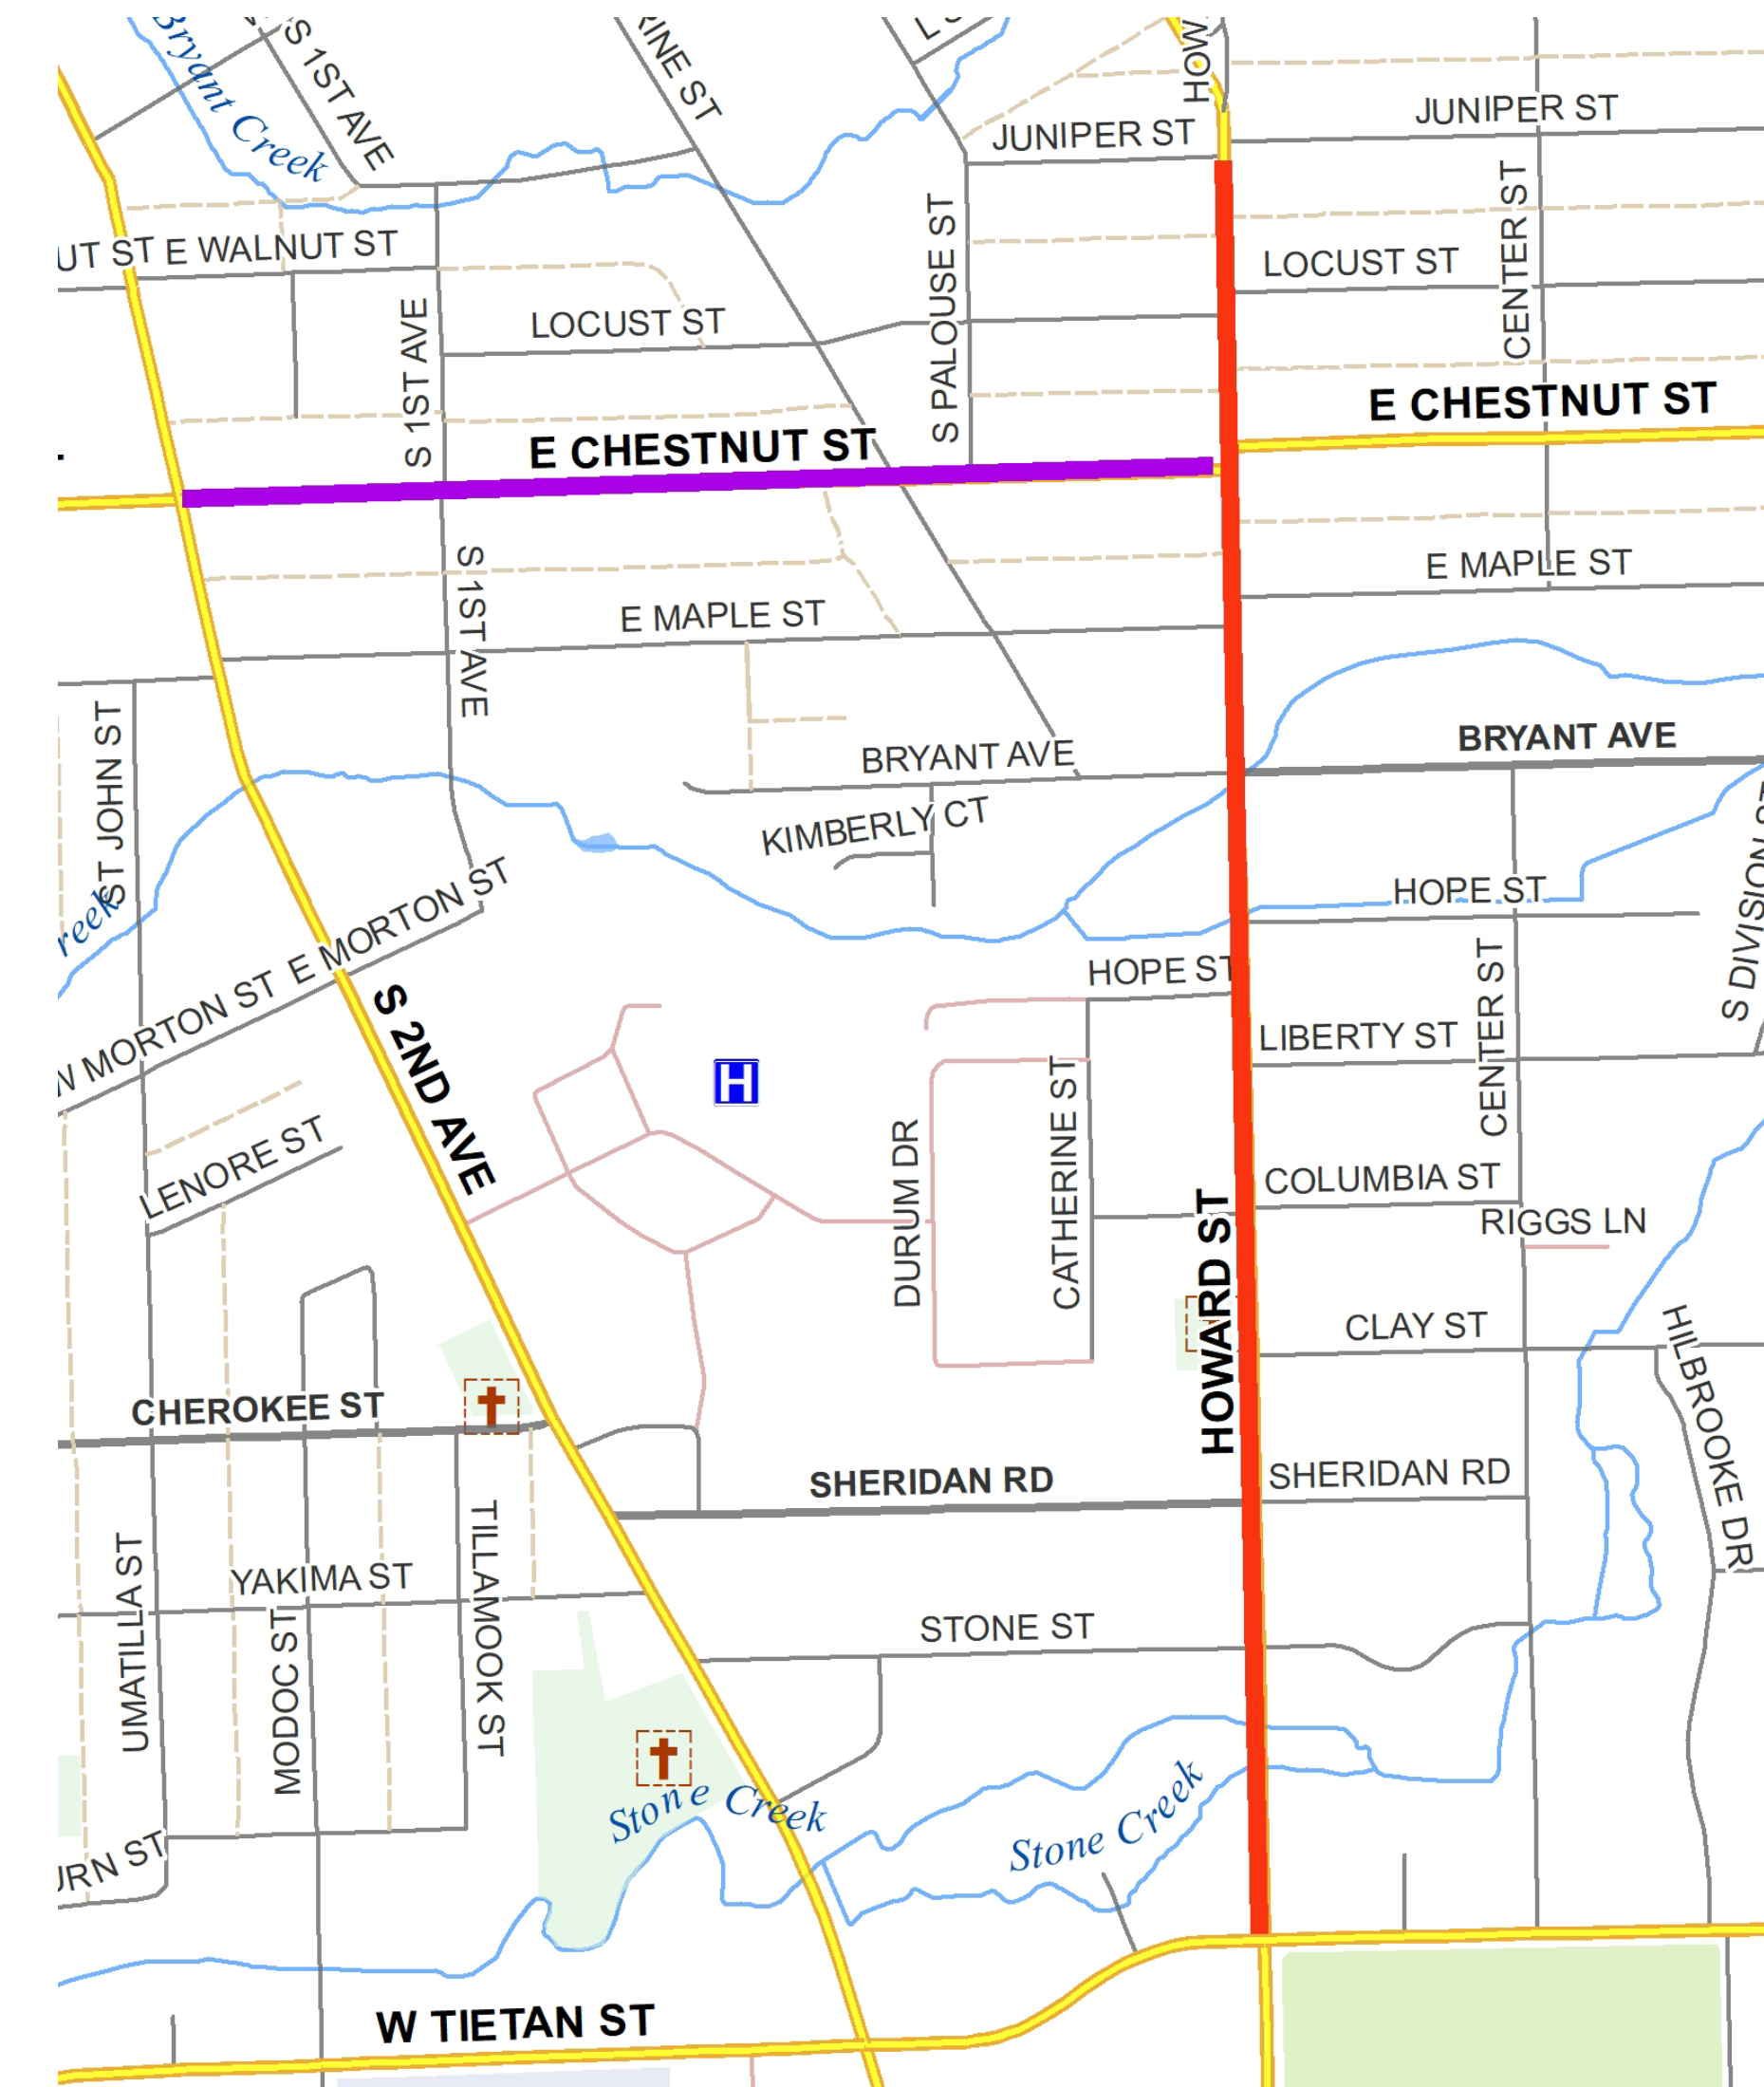 Bryant Creek
S 1ST AVE
RINE ST
HOW
JUNIPER ST
JUNIPER ST
CENTER ST
UT ST
E WALNUT ST
S PALOUSE ST
LOCUST ST
LOCUST ST
S 1ST AVE
E CHESTNUT ST
E CHESTNUT ST
S 1ST AVE
E MAPLE ST
E MAPLE ST
ST JOHN ST
BRYANT AVE
BRYANT AVE
KIMBERLY CT
S DIVISION S
reek
HOPE ST
E MORTON ST
W MORTON ST
HOPE ST
CENTER ST
S 2ND AVE
LIBERTY ST
H
LENORE ST
DURUM DR
CATHERINE ST
COLUMBIA ST
RIGGS LN
HOWARD ST
CLAY ST
HILBROOKE DR
CHEROKEE ST
SHERIDAN RD
SHERIDAN RD
UMATILLA ST
YAKIMA ST
MODOC ST
TILLAMOOK ST
STONE ST
Stone Creek
Stone Creek
URN ST
W TIETAN ST